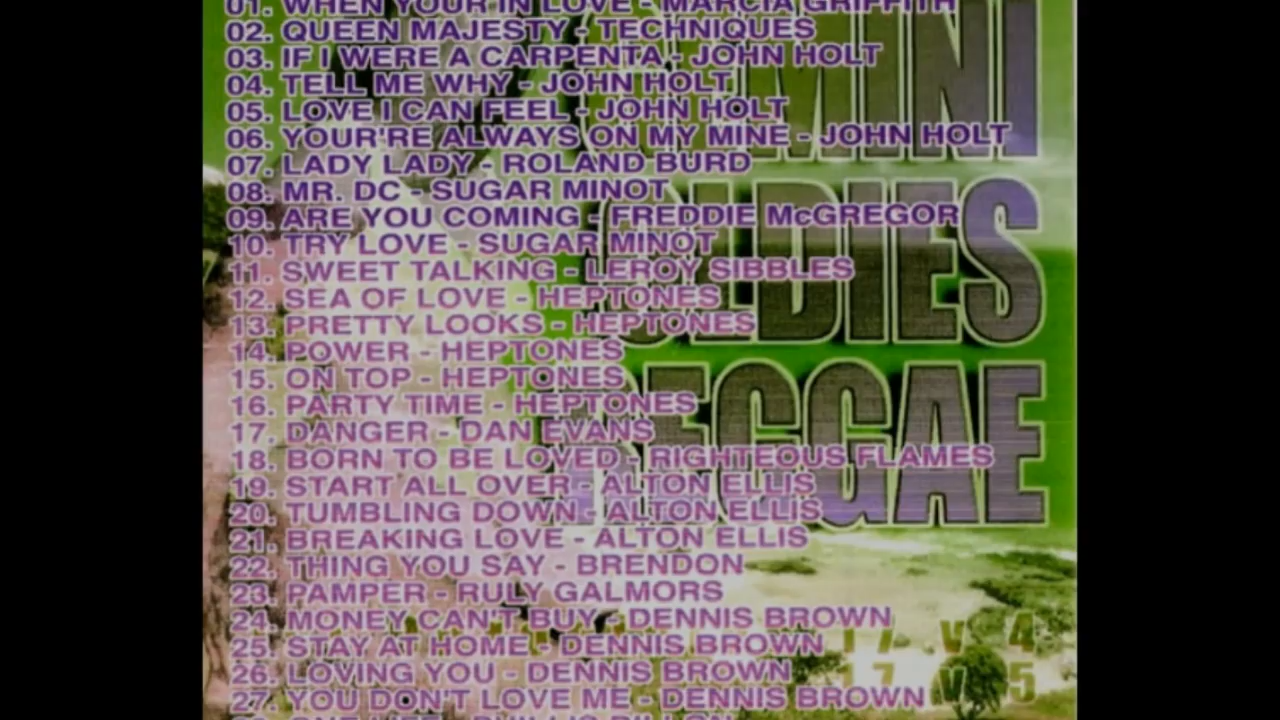 01. WHEN YOUR IN LOVE - MARCIA GRIFFITH
02. QUEEN MAJESTY - TECHNIQUES
03. IF I WERE A CARPENTA - JOHN HOLT
04. TELL ME WHY - JOHN HOLT
05. LOVE I CAN FEEL - JOHN HOLT
06. YOUR'RE ALWAYS ON MY MINE - JOHN HOLT
07. LADY LADY - ROLAND BURD
08. MR. DC - SUGAR MINOT
09. ARE YOU COMING - FREDDIE McGREGOR
10. TRY LOVE - SUGAR MINOT
11. SWEET TALKING - LEROY SIBBLES
12. SEA OF LOVE - HEPTONES
13. PRETTY LOOKS - HEPTONES
14. POWER - HEPTONES
15. ON TOP - HEPTONES
16. PARTY TIME - HEPTONES
17. DANGER - DAN EVANS
18. BORN TO BE LOVED - RIGHTEOUS FLAMES
19. START ALL OVER - ALTON ELLIS
20. TUMBLING DOWN - ALTON ELLIS
21. BREAKING LOVE - ALTON ELLIS
22. THING YOU SAY - BRENDON
23. PAMPER - RULY GALMORS
24. MONEY CAN'T BUY - DENNIS BROWN
25. STAY AT HOME - DENNIS BROWN
26. LOVING YOU - DENNIS BROWN
27. YOU DON'T LOVE ME - DENNIS BROWN
OLDIES
REGGAE
17 v 4
17 v 5